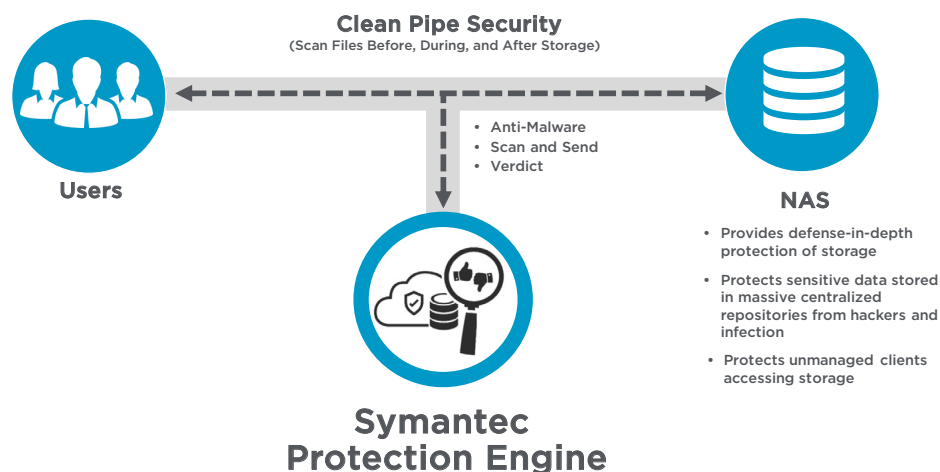 Clean Pipe Security
(Scan Files Before, During, and After Storage)
• Anti-Malware
• Scan and Send
• Verdict
Users
NAS
• Provides defense-in-depth
protection of storage
• Protects sensitive data stored
in massive centralized
repositories from hackers and
infection
• Protects unmanaged clients
accessing storage
Symantec
Protection Engine